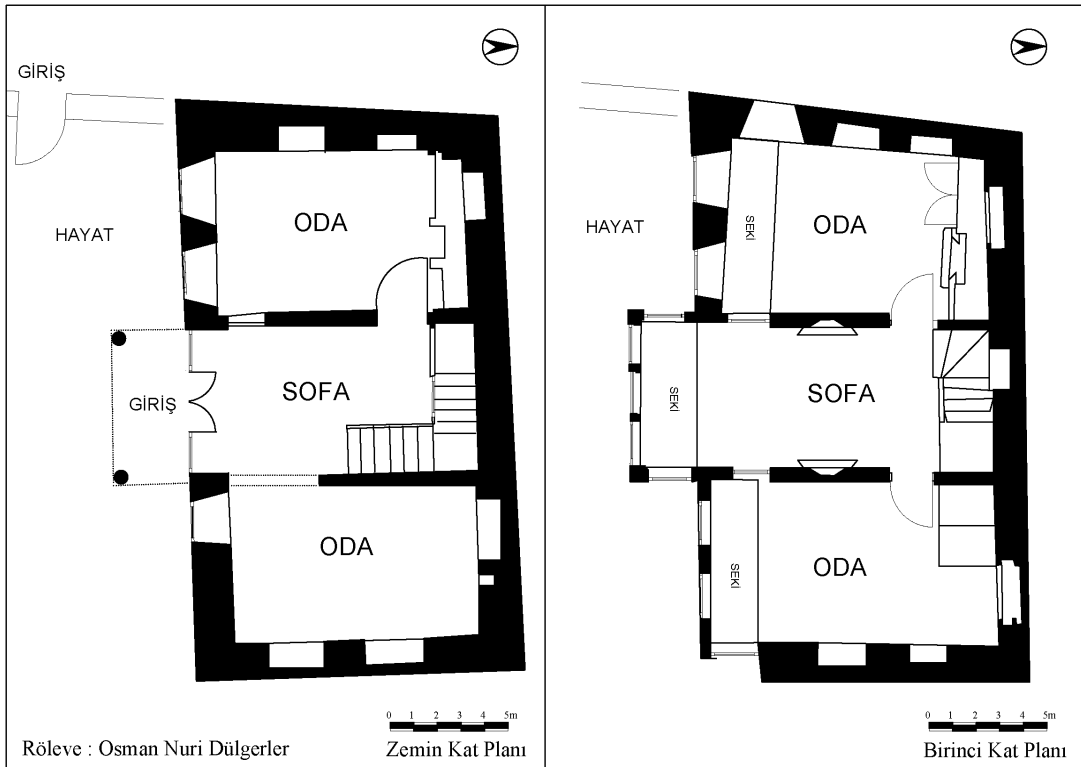 GİRİŞ
ODA
HAYAT
GİRİŞ
SOFA
ODA
0 1 2 3 4 5m
Röleve : Osman Nuri Dülgerler
Zemin Kat Planı
HAYAT
SEKİ
ODA
SEKİ
SOFA
SEKİ
ODA
0 1 2 3 4 5m
Birinci Kat Planı